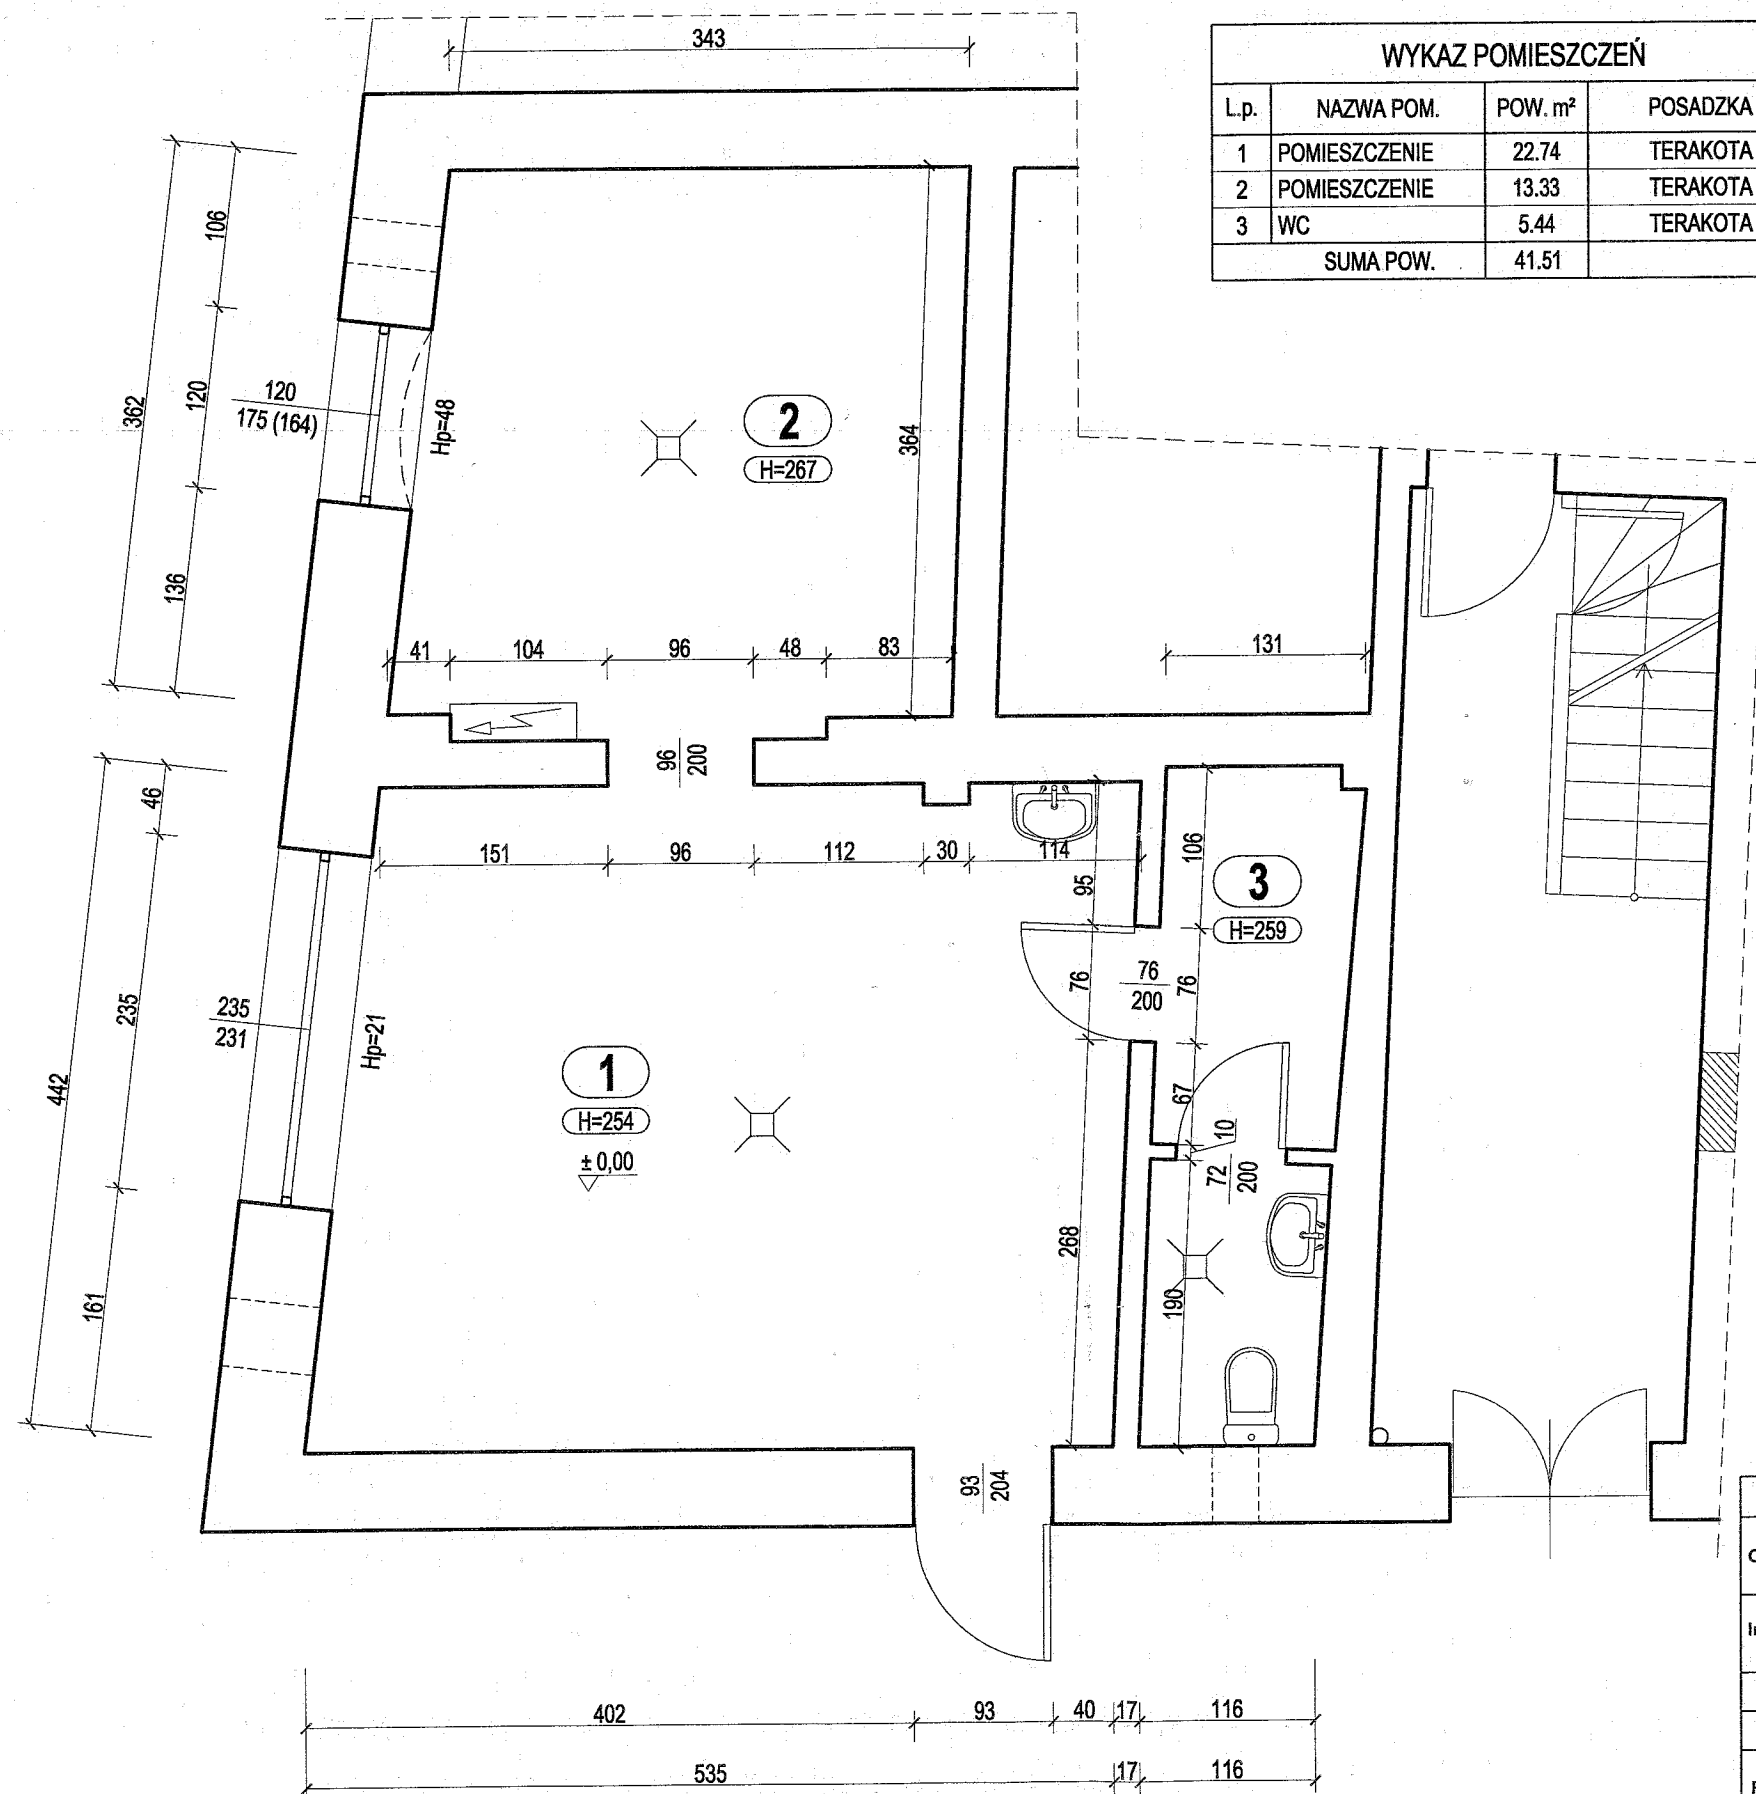 343
WYKAZ POMIESZCZEŃ
L.p. NAZWA POM. POW. m² POSADZKA
1 POMIESZCZENIE 22.74 TERAKOTA
2 POMIESZCZENIE 13.33 TERAKOTA
3 WC 5.44 TERAKOTA
SUMA POW. 41.51
106
362
120
136
120
175 (164)
Hp=48
2
H=267
364
41 104 96 48 83
131
96
200
46
235
442
161
235
231
Hp=21
151 96 112 30 114
95
76
268
106
76
67
10
190
3
H=259
76
200
72
200
1
H=254
± 0,00
93
204
402 93 40 17 116
535 17 116